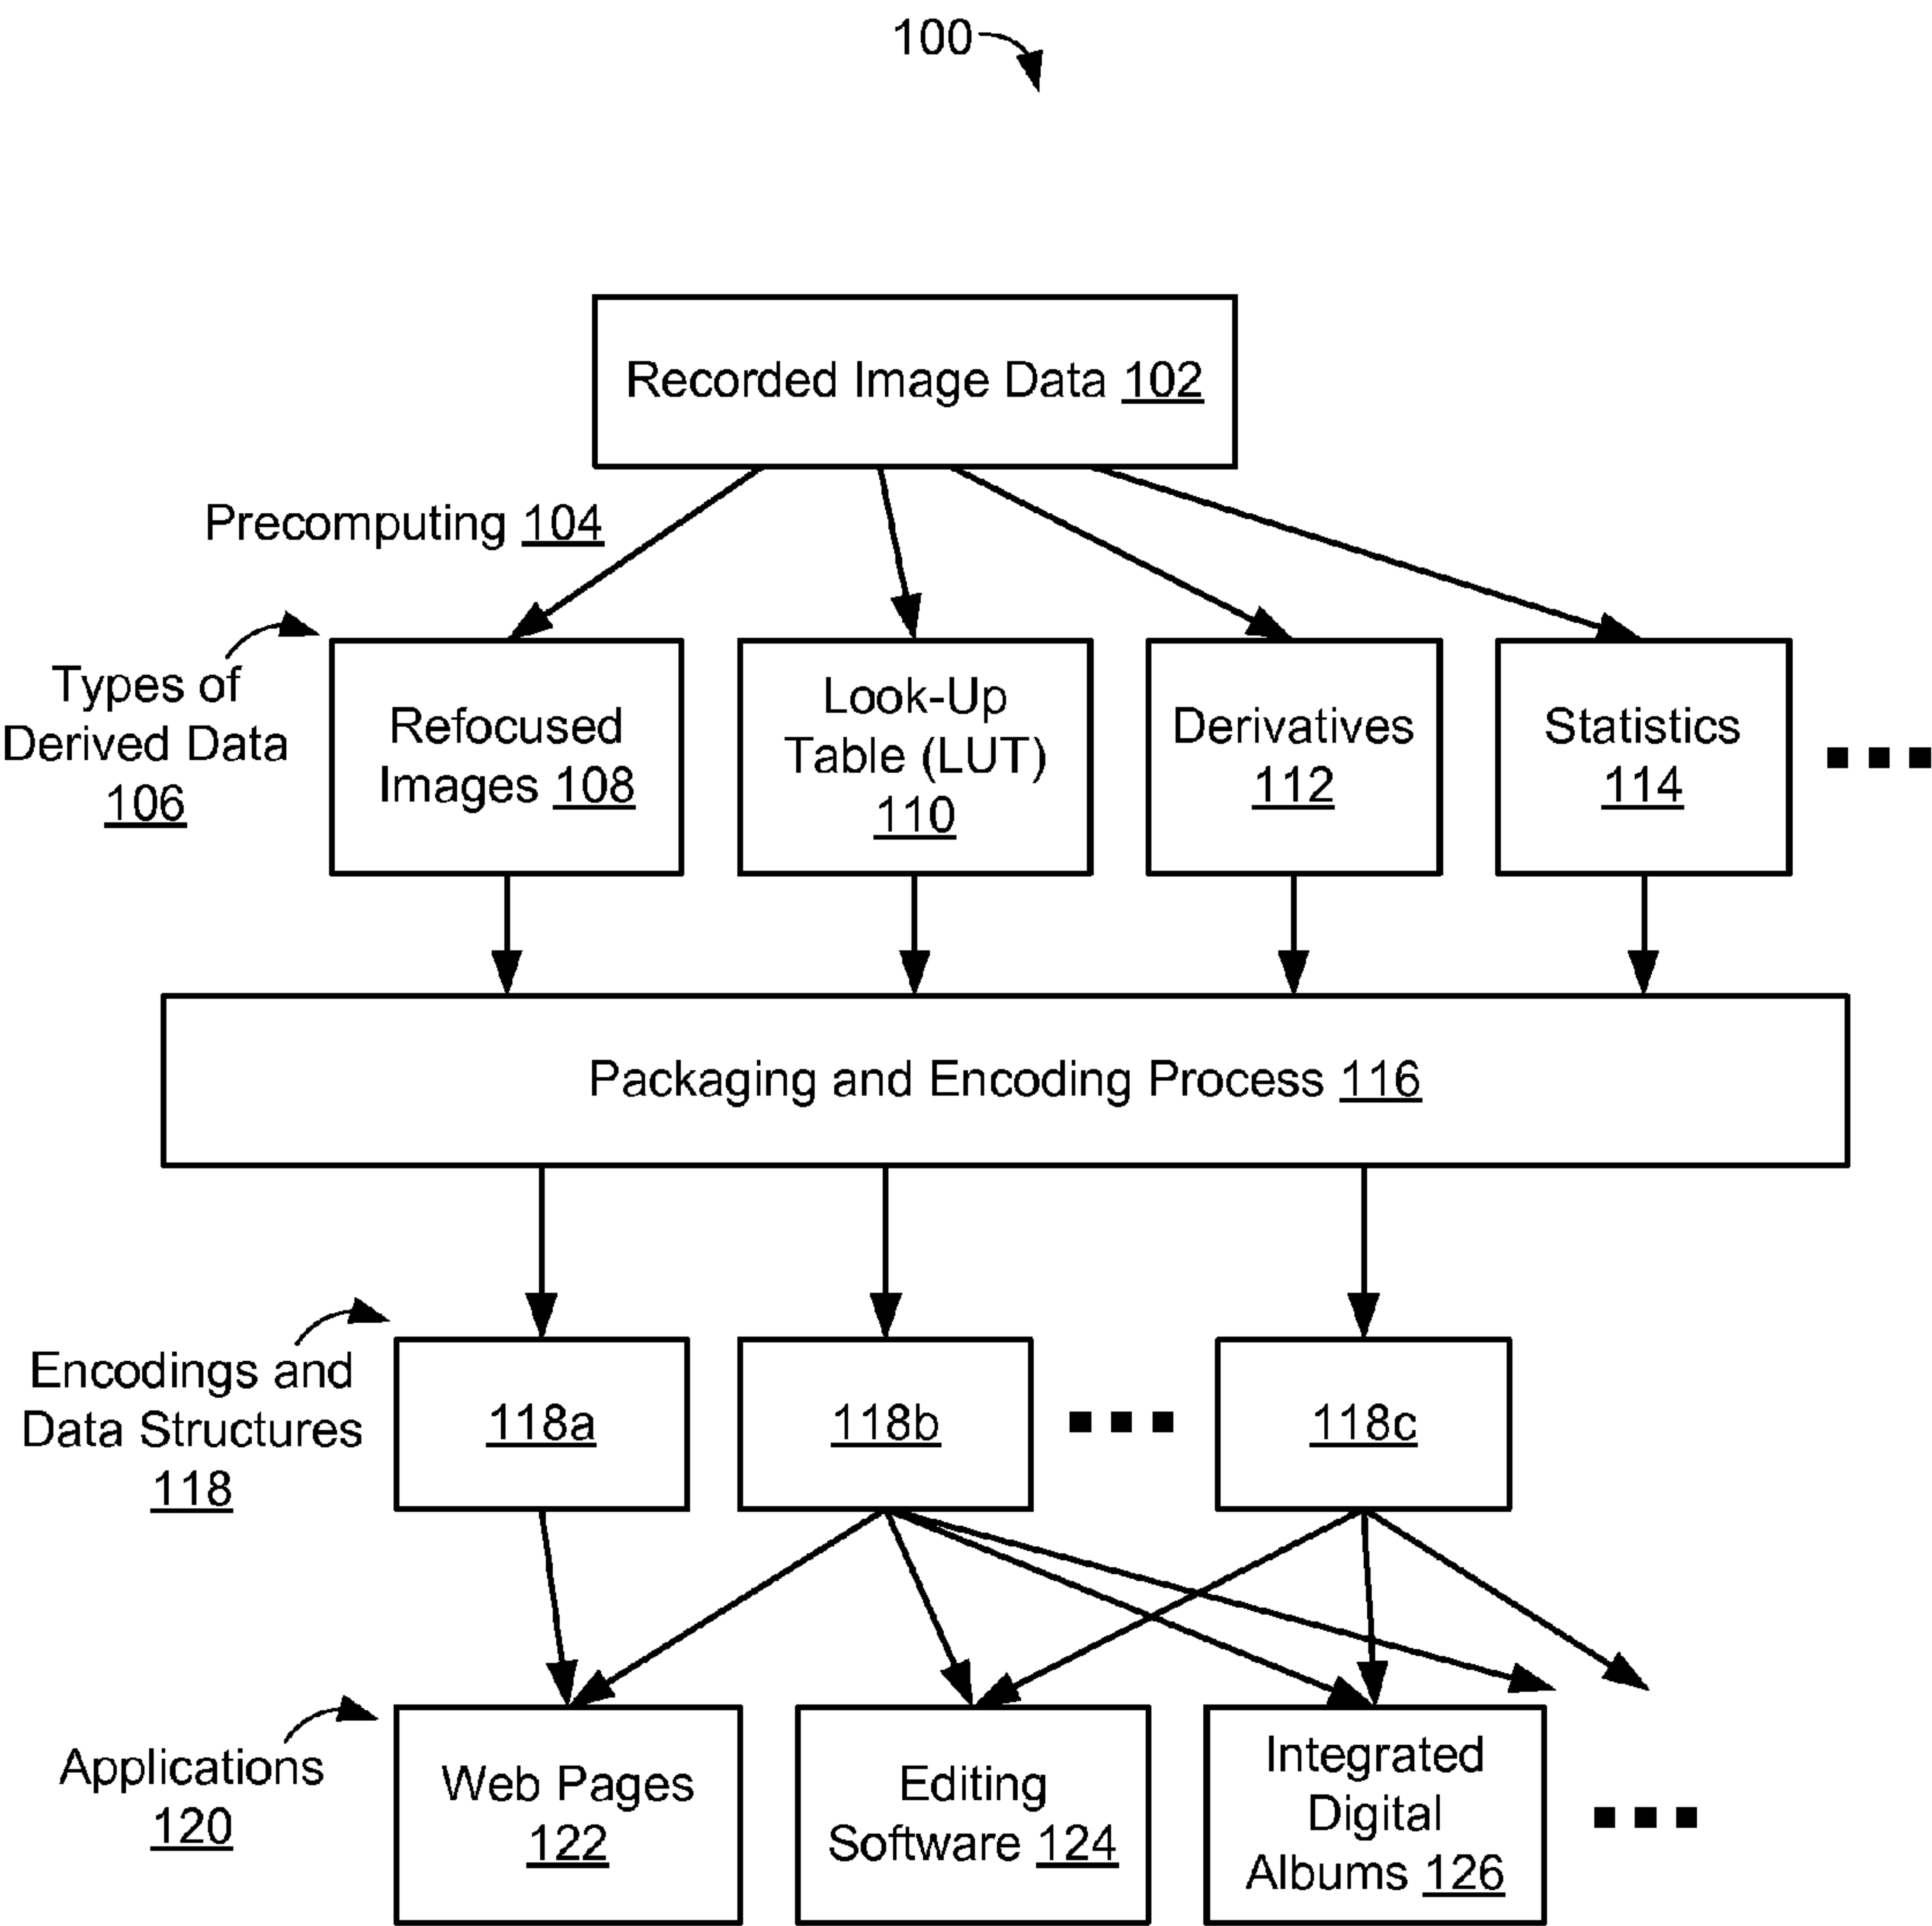 100
Recorded Image Data 102
Precomputing 104
Types of
Derived Data
106
Refocused
Images 108
Look-Up
Table (LUT)
110
Derivatives
112
Statistics
114
Packaging and Encoding Process 116
Encodings and
Data Structures
118
118a
118b
118c
Applications
120
Web Pages
122
Editing
Software 124
Integrated
Digital
Albums 126